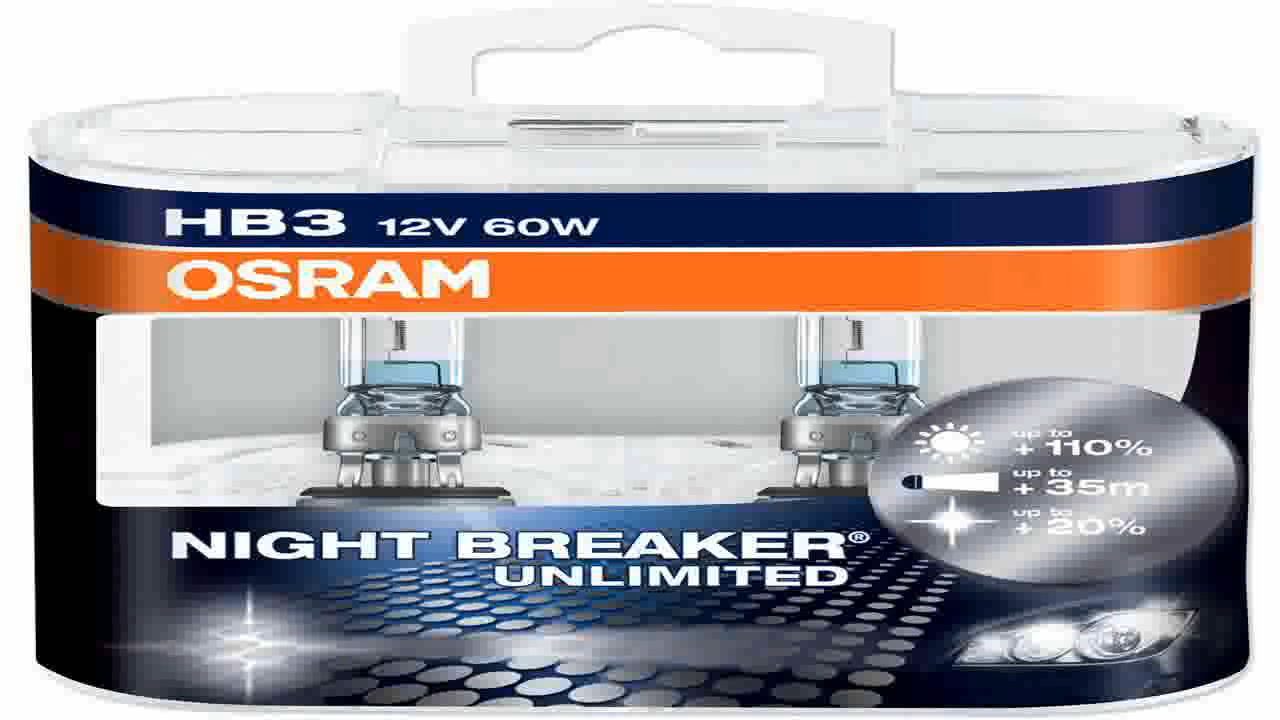 HB3 12V 60W
OSRAM
up to
+ 110%
up to
+ 35m
up to
+ 20%
NIGHT BREAKER®
UNLIMITED